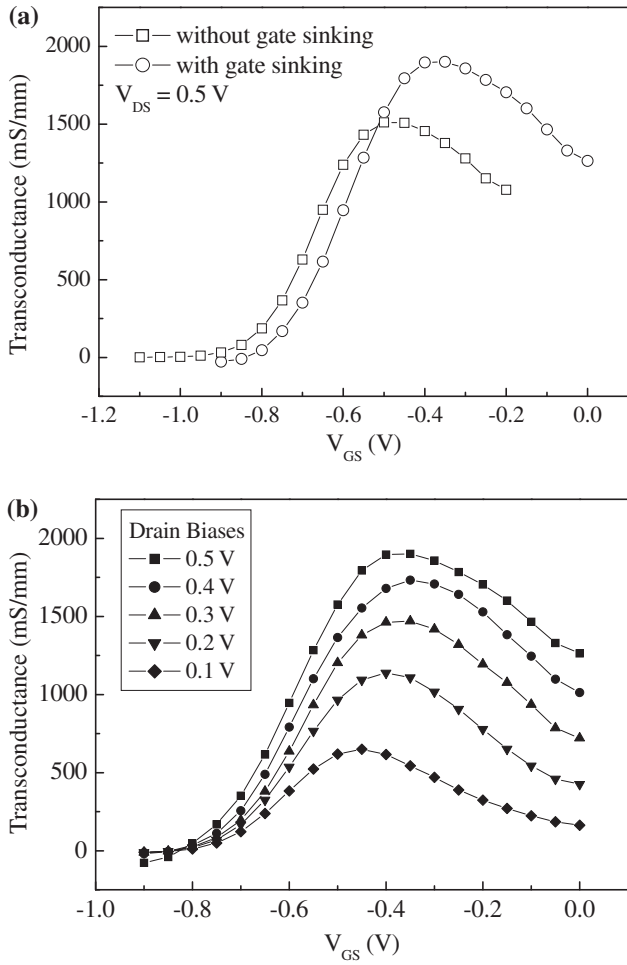 (a)
2000
1500
1000
500
0
Transconductance (mS/mm)
without gate sinking
with gate sinking
V_DS = 0.5 V
-1.2 -1.0 -0.8 -0.6 -0.4 -0.2 0.0
V_GS (V)
(b)
2000
1500
1000
500
0
Transconductance (mS/mm)
Drain Biases
0.5 V
0.4 V
0.3 V
0.2 V
0.1 V
-1.0 -0.8 -0.6 -0.4 -0.2 0.0
V_GS (V)